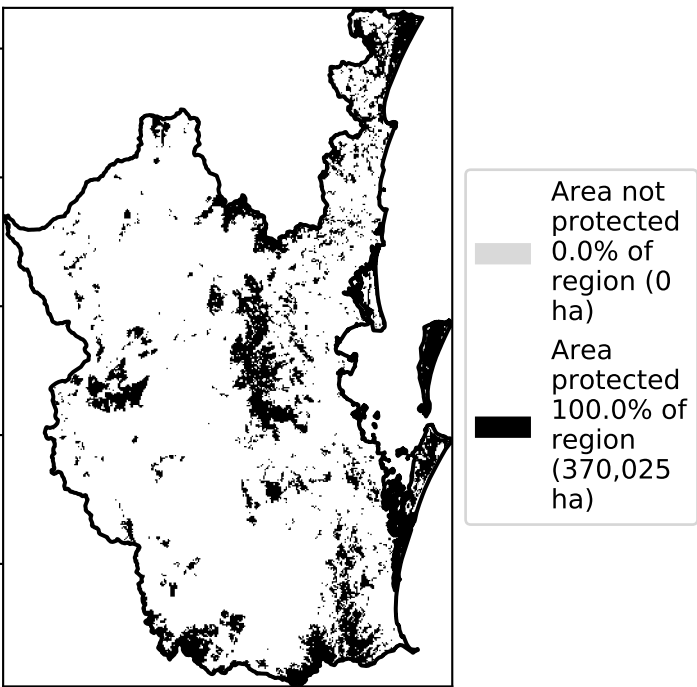 Area not
protected
0.0% of
region (0
ha)
Area
protected
100.0% of
region
(370,025
ha)